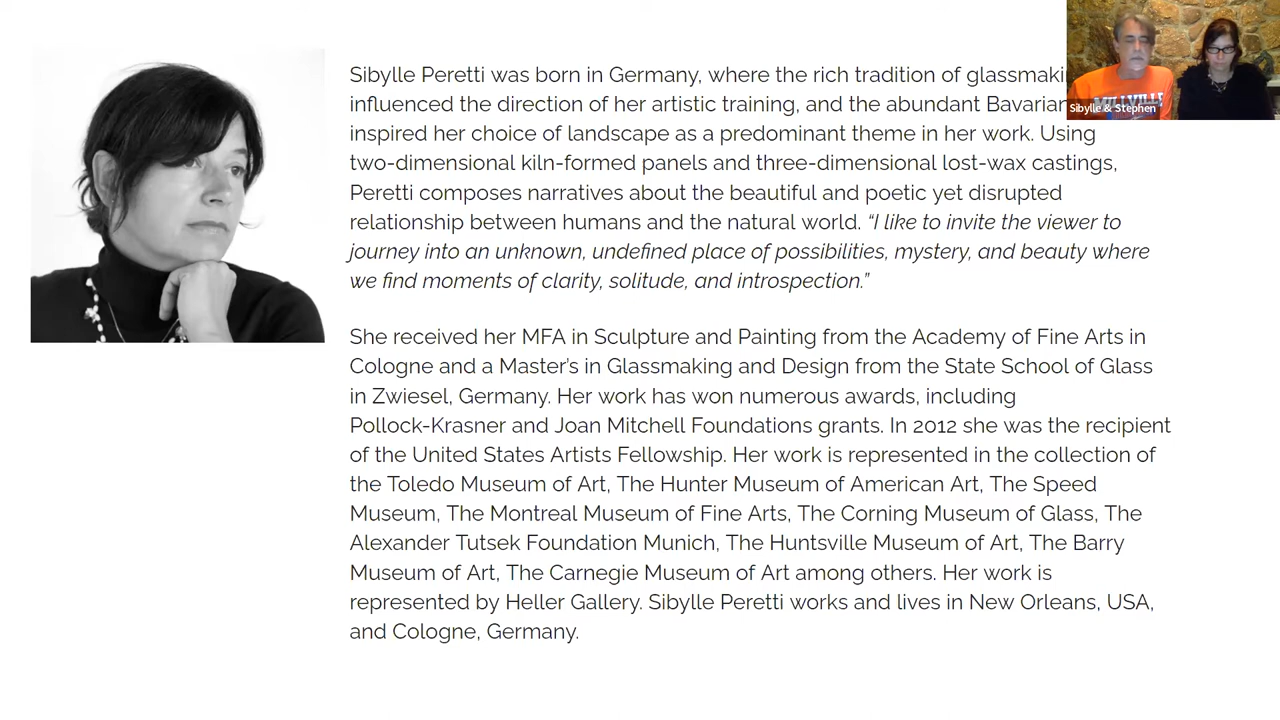 Sibylle Peretti was born in Germany, where the rich tradition of
influenced the direction of her artistic training, and the abundant Bavarian
inspired her choice of landscape as a predominant theme in her work. Using
two-dimensional kiln-formed panels and three-dimensional lost-wax castings,
Peretti composes narratives about the beautiful and poetic yet disrupted
relationship between humans and the natural world. “I like to invite the viewer to
journey into an unknown, undefined place of possibilities, mystery, and beauty where
we find moments of clarity, solitude, and introspection.”
She received her MFA in Sculpture and Painting from the Academy of Fine Arts in
Cologne and a Master’s in Glassmaking and Design from the State School of Glass
in Zwiesel, Germany. Her work has won numerous awards, including
Pollock-Krasner and Joan Mitchell Foundations grants. In 2012 she was the recipient
of the United States Artists Fellowship. Her work is represented in the collection of
the Toledo Museum of Art, The Hunter Museum of American Art, The Speed
Museum, The Montreal Museum of Fine Arts, The Corning Museum of Glass, The
Alexander Tutsek Foundation Munich, The Huntsville Museum of Art, The Barry
Museum of Art, The Carnegie Museum of Art among others. Her work is
represented by Heller Gallery. Sibylle Peretti works and lives in New Orleans, USA,
and Cologne, Germany.
MILLVILLE
Sibylle & Stephen